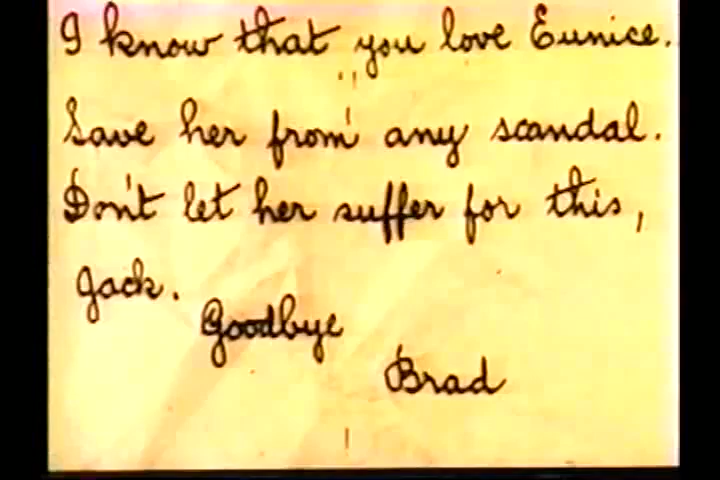 I know that you love Eunice.
Save her from any scandal.
Don't let her suffer for this,
Jack.
Goodbye
Brad